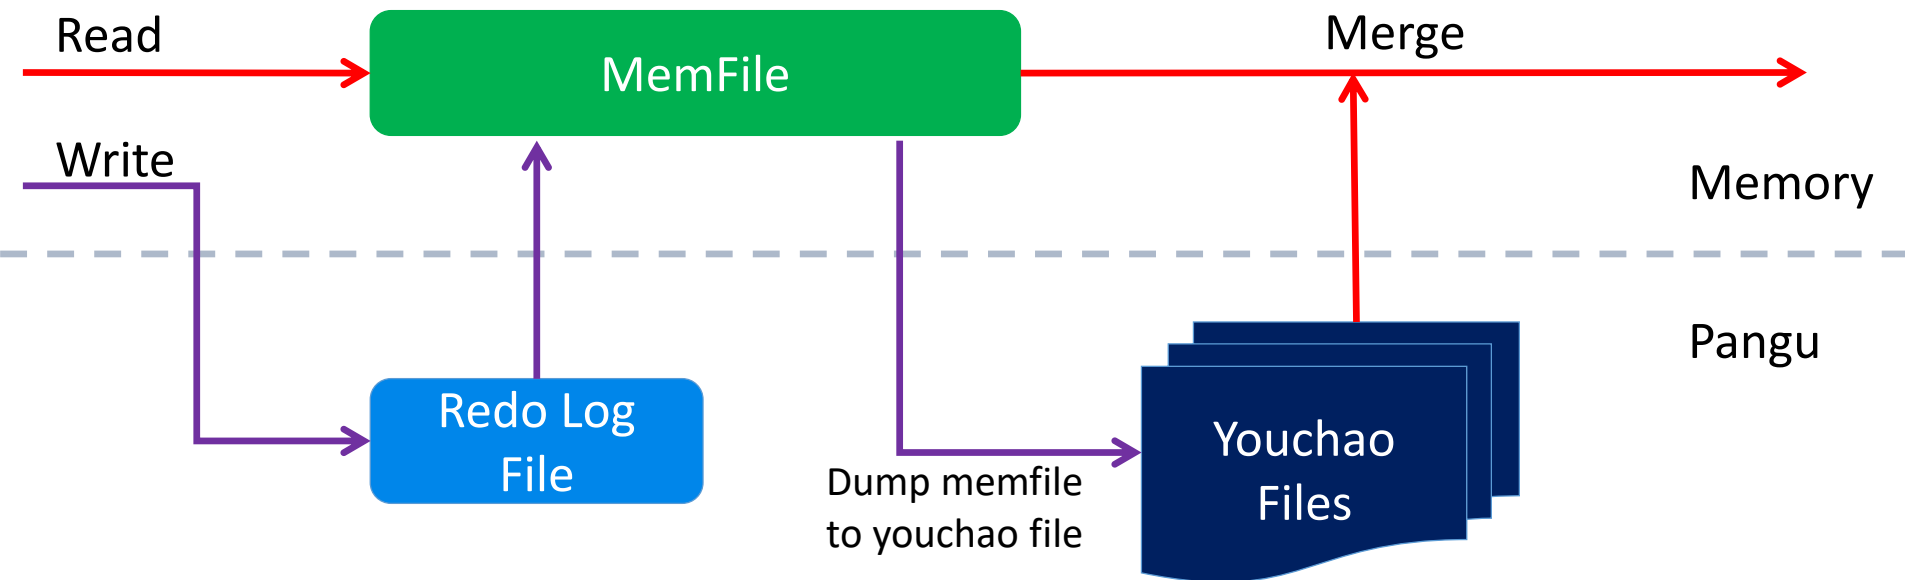 Read
MemFile
Merge
Write
Memory
Pangu
Redo Log
File
Dump memfile
to youchao file
Youchao
Files